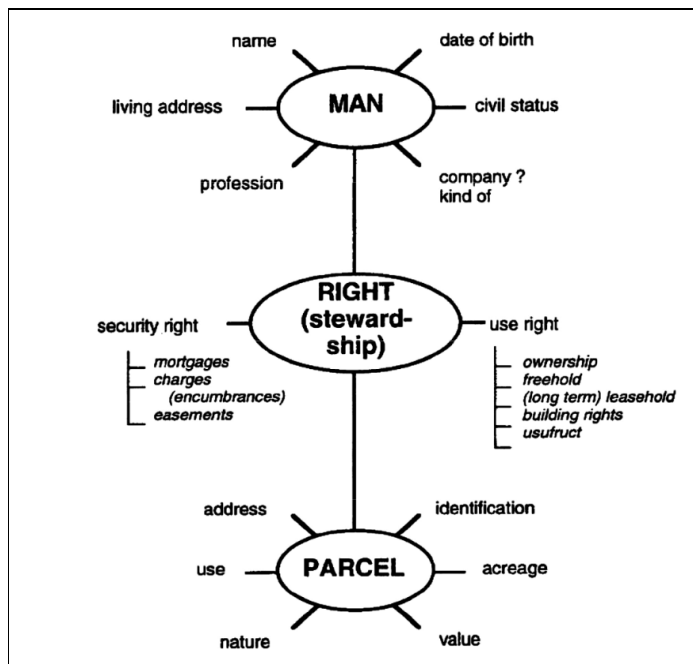 name
date of birth
living address
MAN
civil status
profession
company ?
kind of
RIGHT
(steward-
ship)
security right
mortgages
charges
(encumbrances)
easements
use right
ownership
freehold
(long term) leasehold
building rights
usufruct
address
identification
use
PARCEL
acreage
nature
value